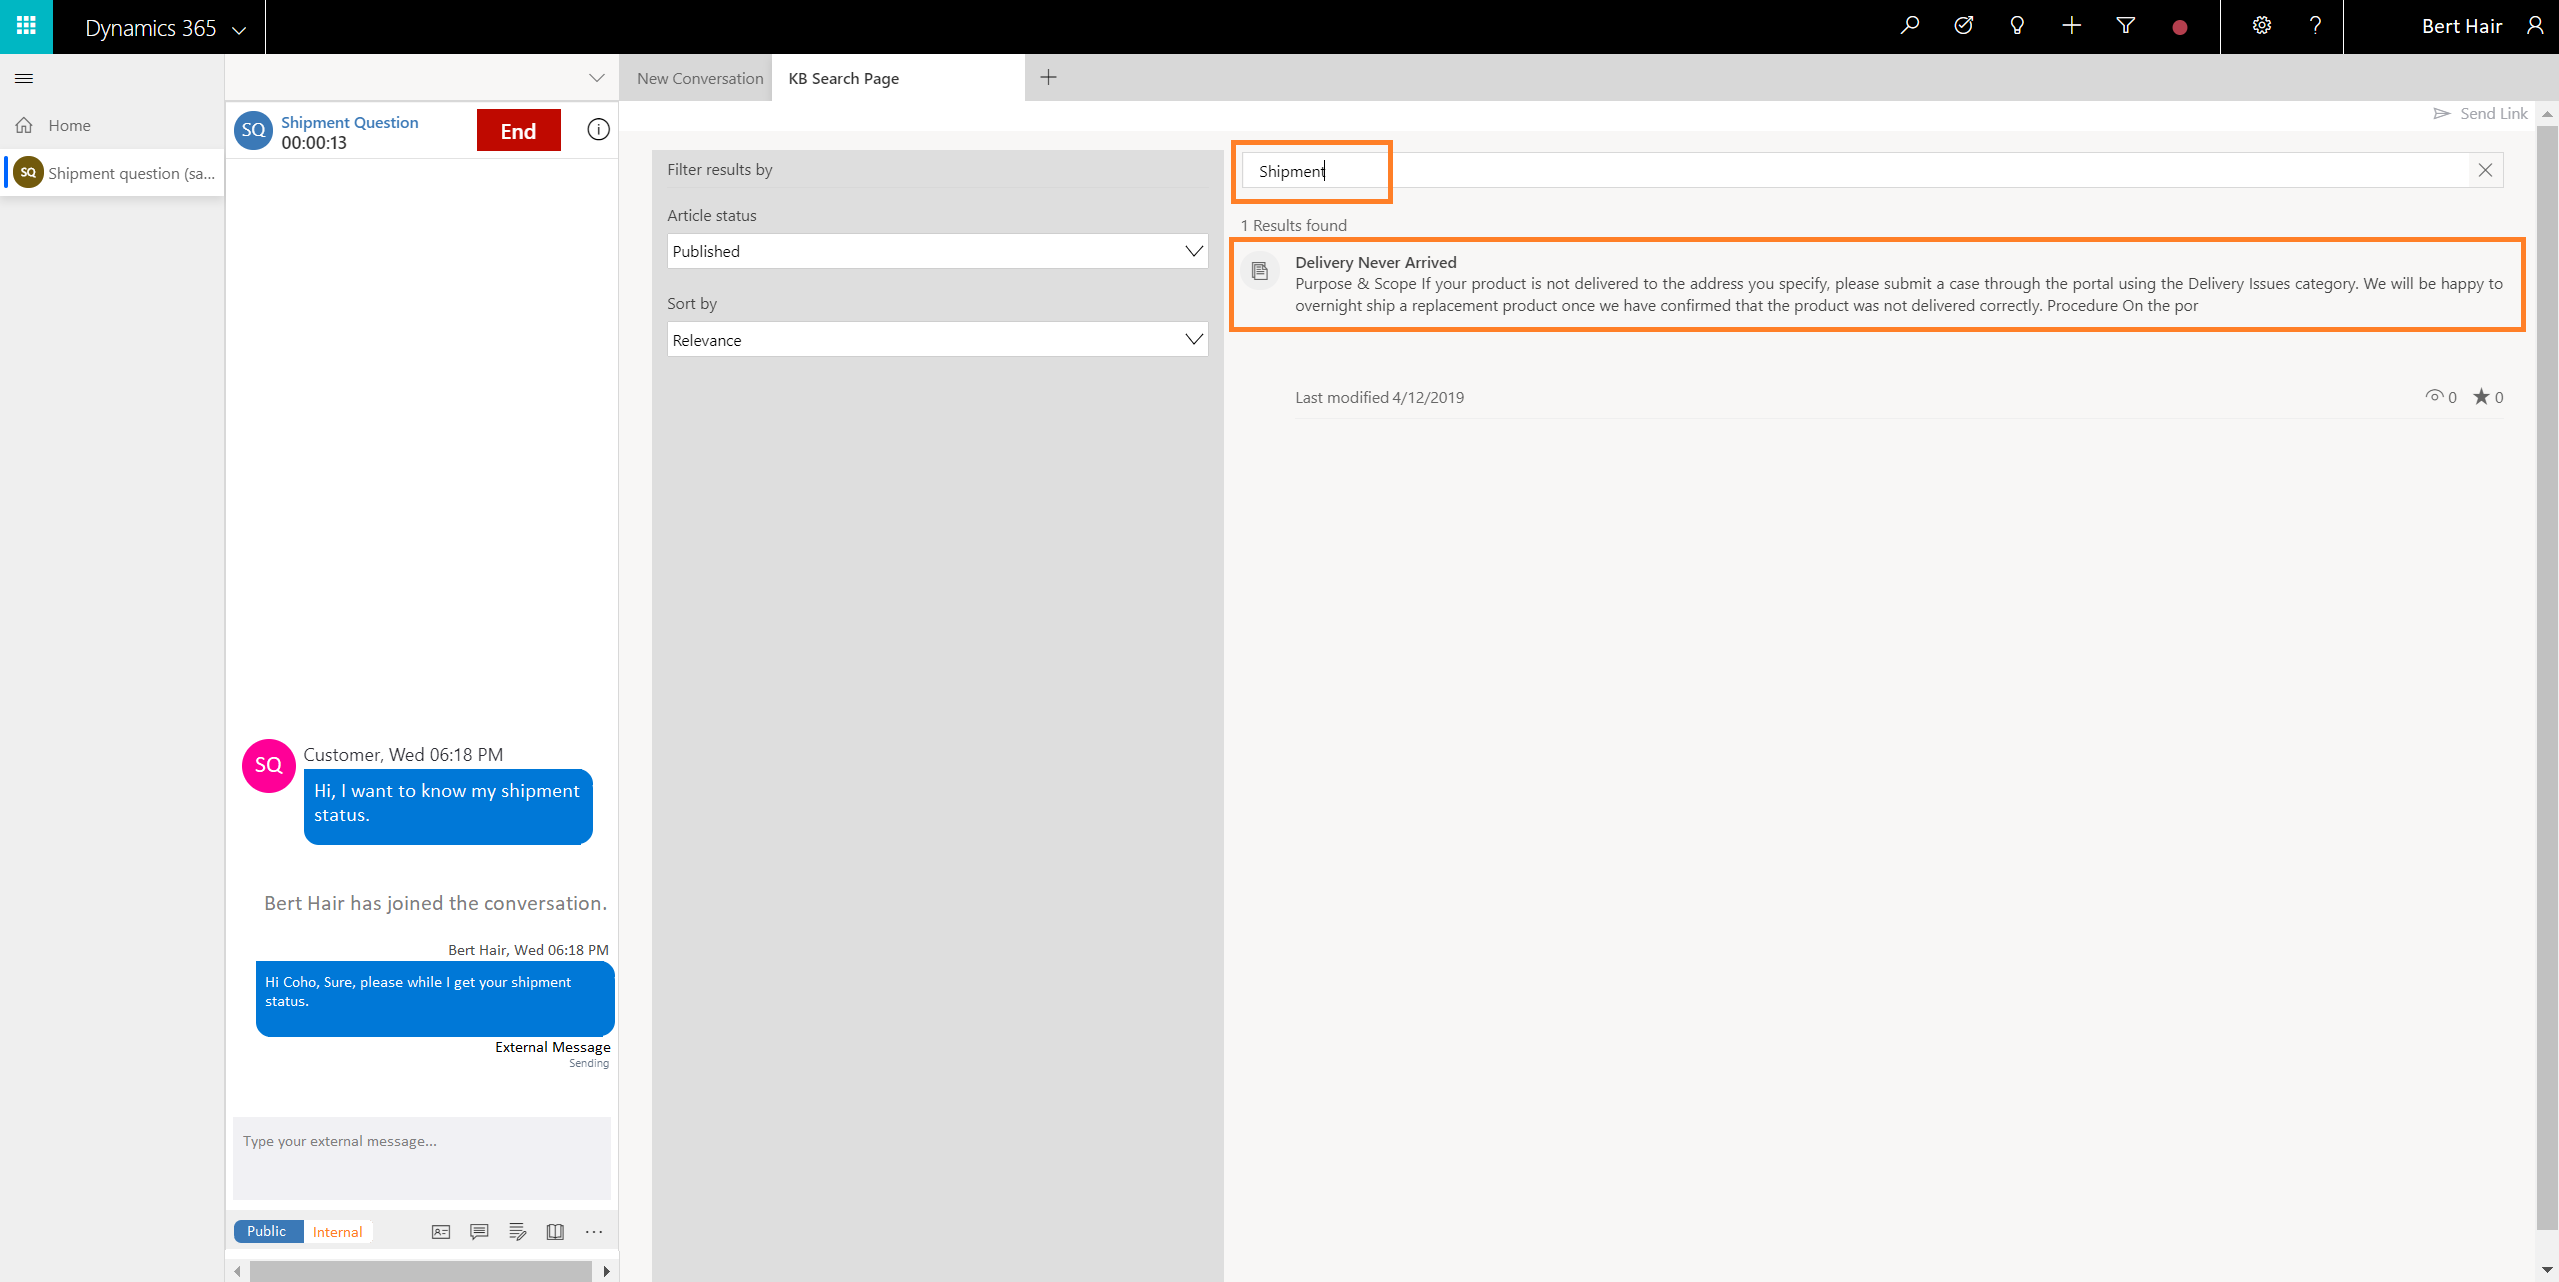 Dynamics 365
Bert Hair
Home
SQ Shipment question (sa...
SQ Shipment Question
00:00:13
End
SQ
Customer, Wed 06:18 PM
Hi, I want to know my shipment
status.
Bert Hair has joined the conversation.
Bert Hair, Wed 06:18 PM
Hi Coho, Sure, please while I get your shipment
status.
External Message
Sending
Type your external message...
Public Internal
New Conversation KB Search Page
Send Link
Filter results by
Article status
Published
Sort by
Relevance
Shipment
1 Results found
Delivery Never Arrived
Purpose & Scope If your product is not delivered to the address you specify, please submit a case through the portal using the Delivery Issues category. We will be happy to
overnight ship a replacement product once we have confirmed that the product was not delivered correctly. Procedure On the por
Last modified 4/12/2019
0 0